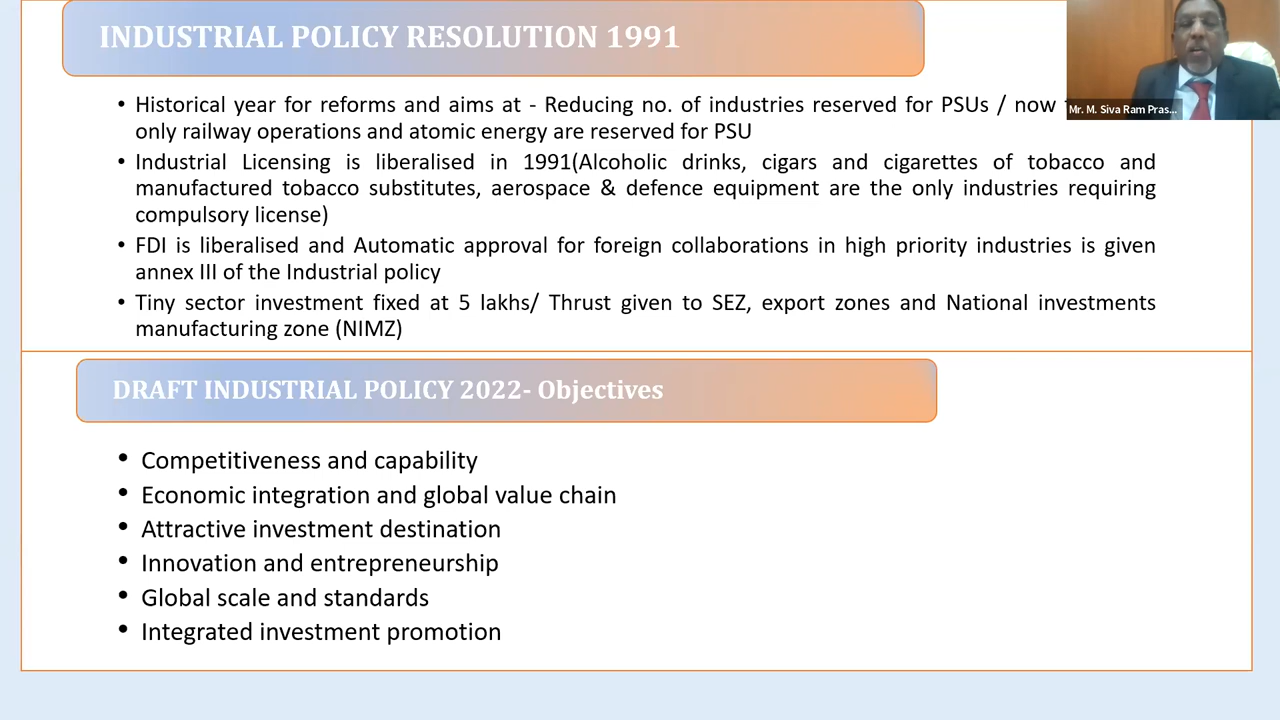 INDUSTRIAL POLICY RESOLUTION 1991
Mr. M. Siva Ram Pras...
• Historical year for reforms and aims at - Reducing no. of industries reserved for PSUs / now
only railway operations and atomic energy are reserved for PSU
• Industrial Licensing is liberalised in 1991(Alcoholic drinks, cigars and cigarettes of tobacco and
manufactured tobacco substitutes, aerospace & defence equipment are the only industries requiring
compulsory license)
• FDI is liberalised and Automatic approval for foreign collaborations in high priority industries is given
annex III of the Industrial policy
• Tiny sector investment fixed at 5 lakhs/ Thrust given to SEZ, export zones and National investments
manufacturing zone (NIMZ)
DRAFT INDUSTRIAL POLICY 2022- Objectives
• Competitiveness and capability
• Economic integration and global value chain
• Attractive investment destination
• Innovation and entrepreneurship
• Global scale and standards
• Integrated investment promotion